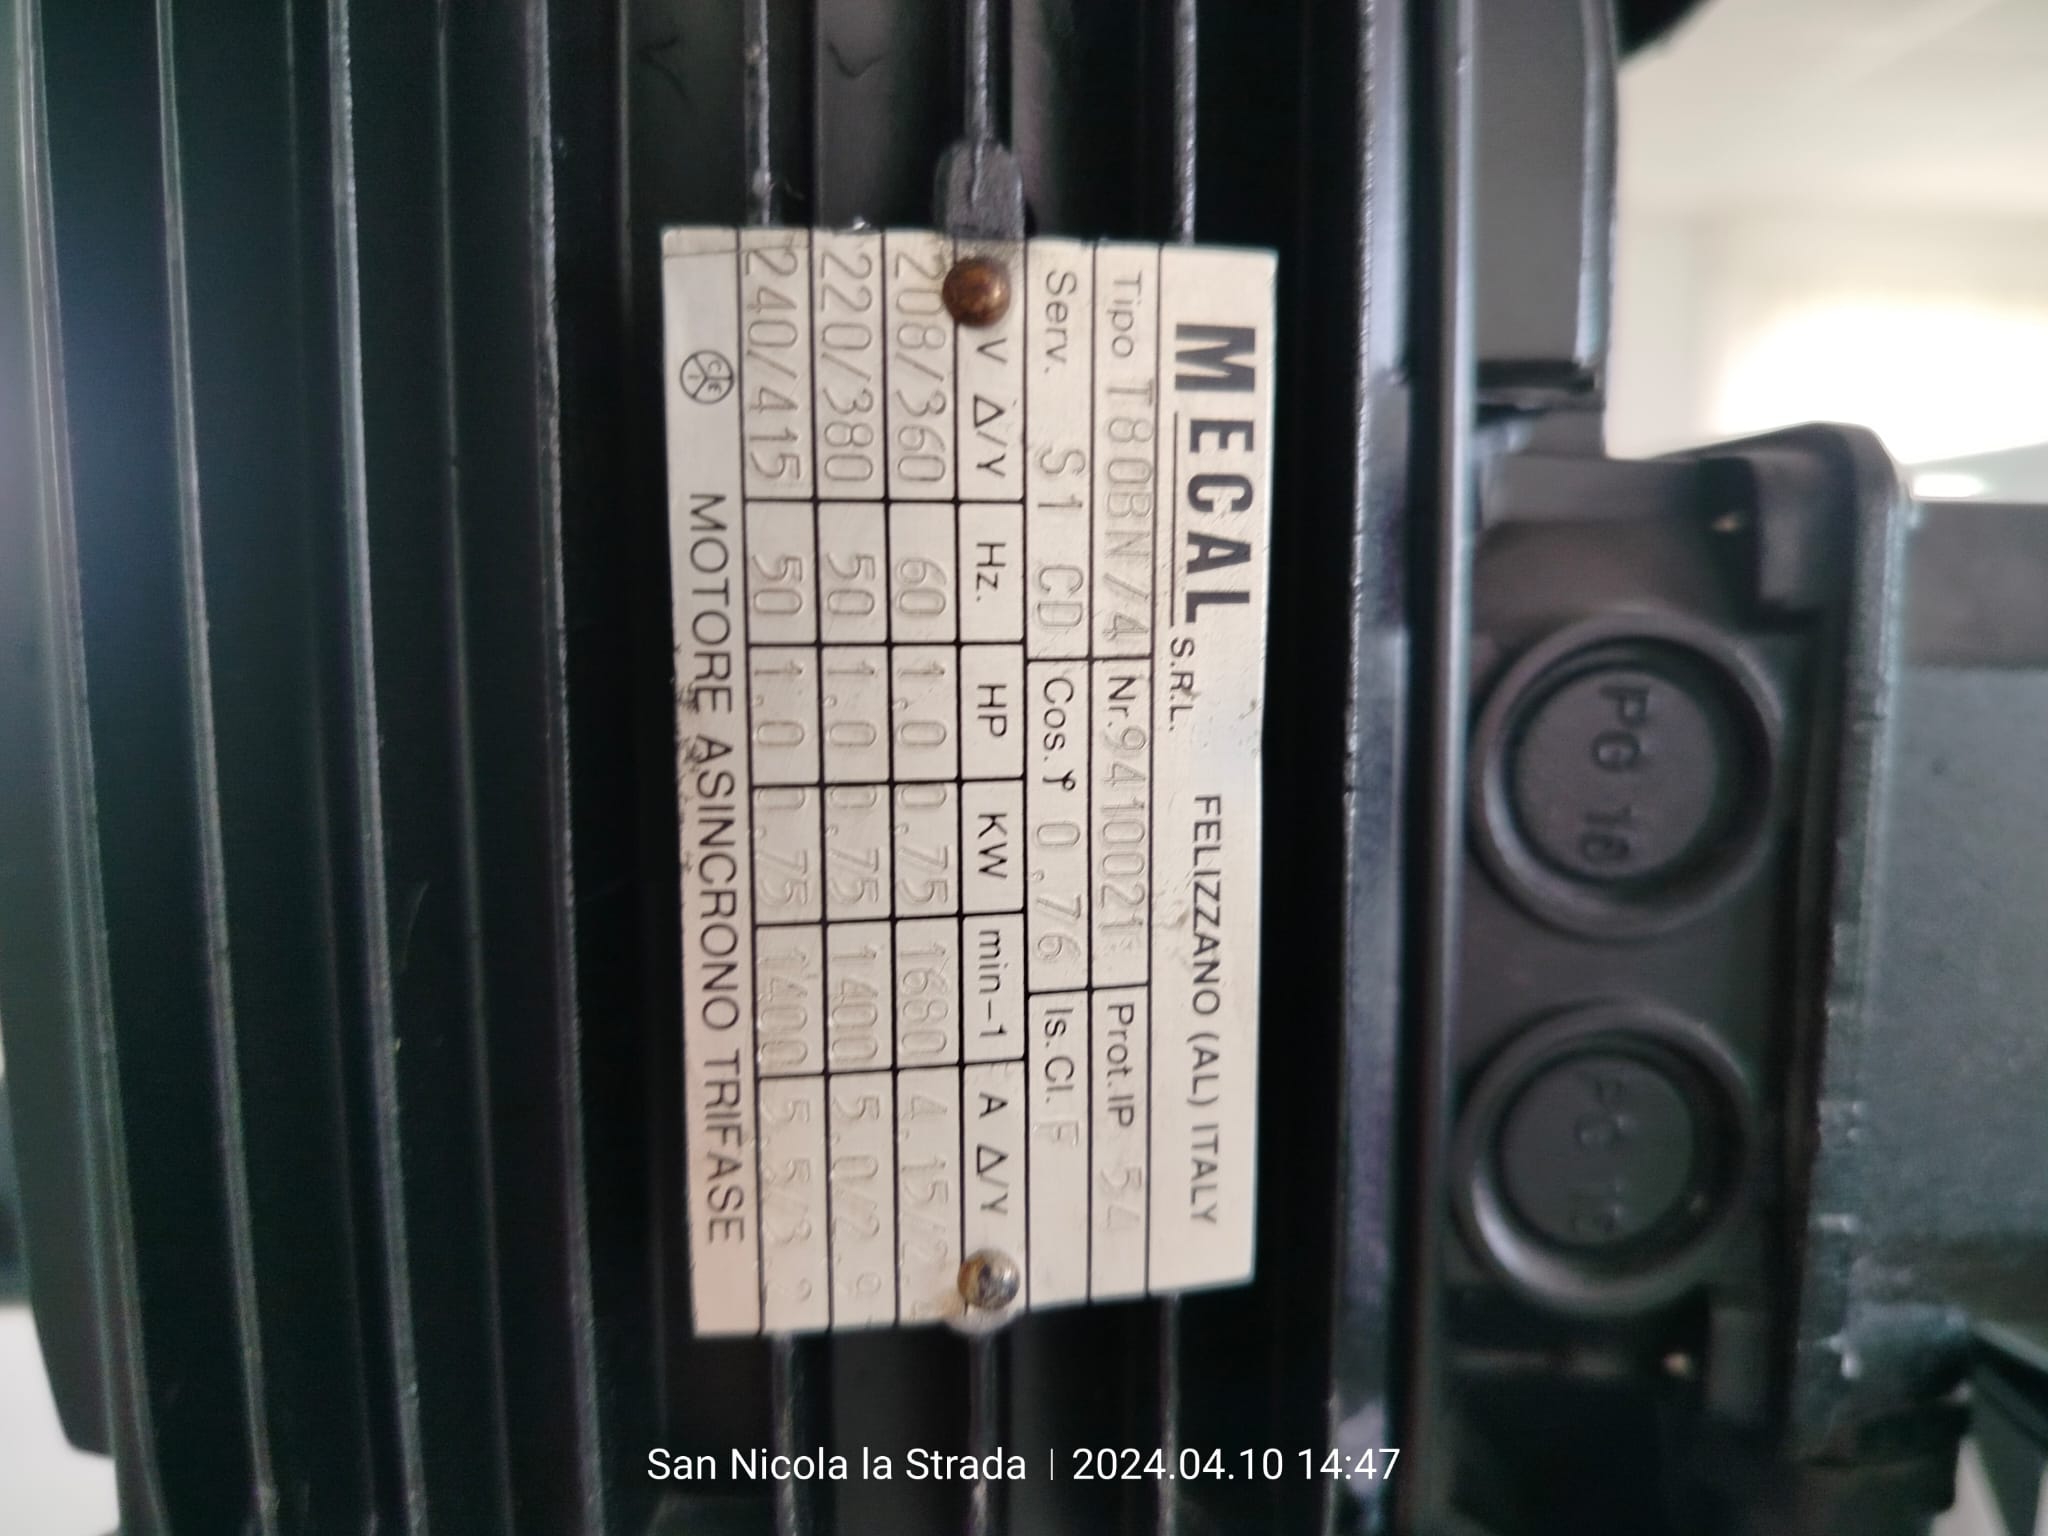 MECAL S.R.L. FELIZZANO (AL) ITALY
Tipo T80BN/4 Nr. 9410021 Prot. IP 54
Serv. S1 CD Cos.φ 0,76 Is. Cl. F
V Δ/Y Hz. HP KW min-1 A Δ/Y
208/360 60 1,0 0,75 1680
220/380 50 1,0 0,75 1400
240/415 50 1,0 0,75 1400
CEI MOTORE ASINCRONO TRIFASE
PG 16
San Nicola la Strada | 2024.04.10 14:47